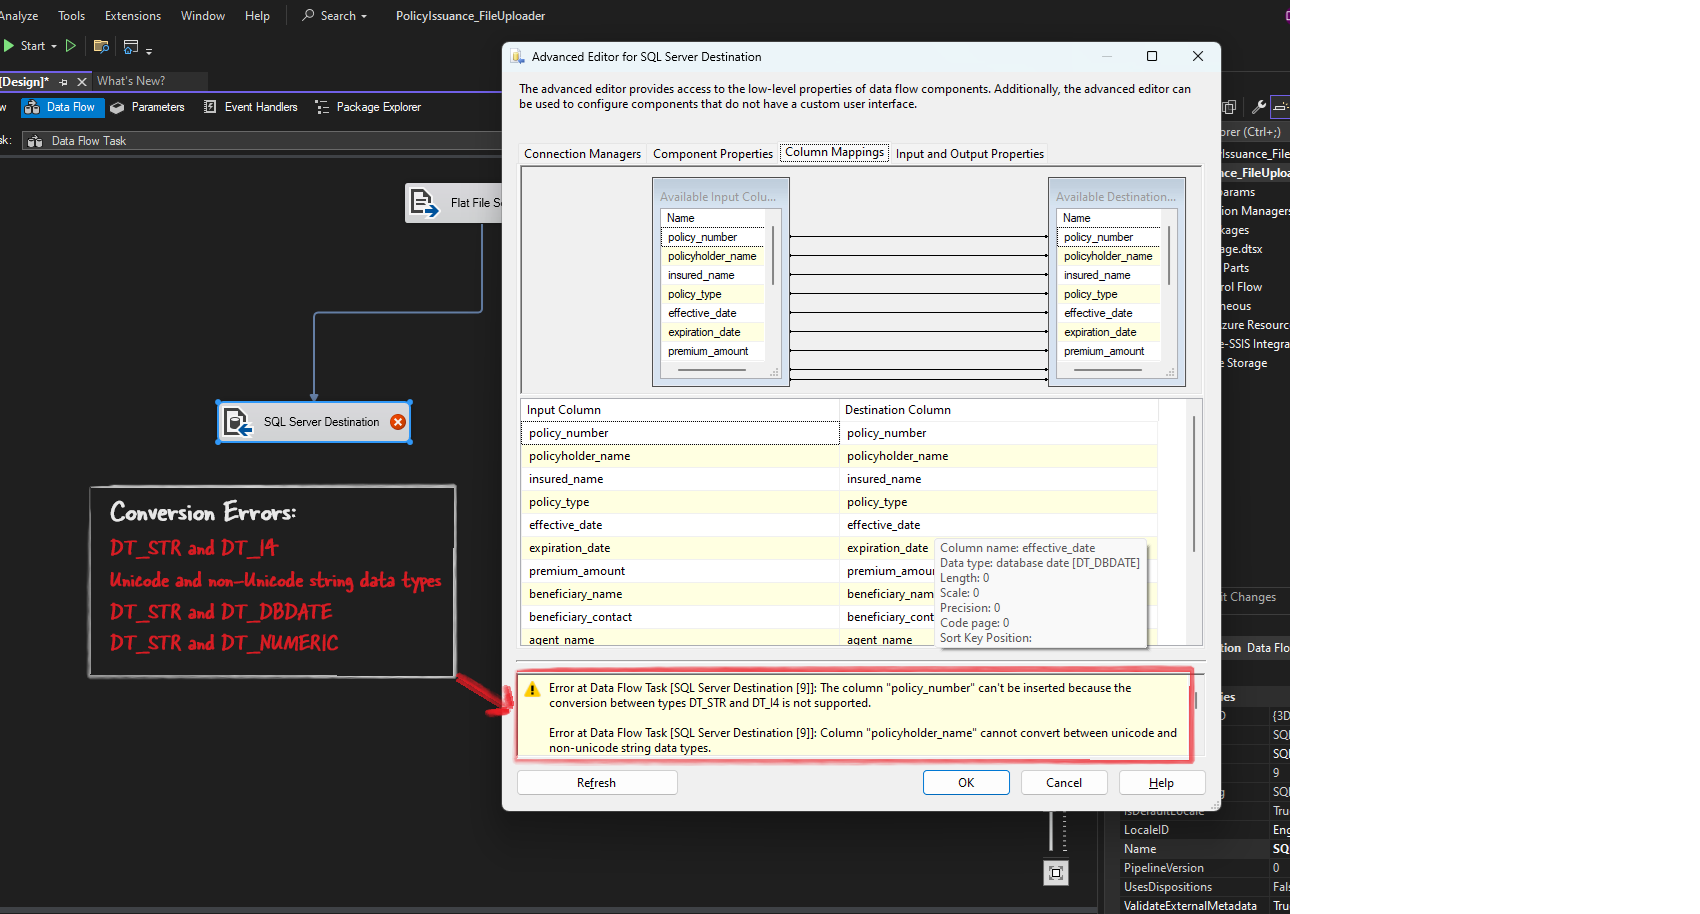 Analyze Tools Extensions Window Help Search PolicyIssuance_FileUploader
Start
[Design]* What's New?
Data Flow Parameters Event Handlers Package Explorer
Data Flow Task
Flat File
SQL Server Destination
Conversion Errors:
DT_STR and DT_I4
Unicode and non-Unicode string data types
DT_STR and DT_DBDATE
DT_STR and DT_NUMERIC
Advanced Editor for SQL Server Destination
The advanced editor provides access to the low-level properties of data flow components. Additionally, the advanced editor can
be used to configure components that do not have a custom user interface.
Connection Managers Component Properties Column Mappings Input and Output Properties
Available Input Colu... Available Destination...
Name Name
policy_number policy_number
policyholder_name policyholder_name
insured_name insured_name
policy_type policy_type
effective_date effective_date
expiration_date expiration_date
premium_amount premium_amount
Input Column Destination Column
policy_number policy_number
policyholder_name policyholder_name
insured_name insured_name
policy_type policy_type
effective_date effective_date
expiration_date expiration_date
premium_amount premium_amou
beneficiary_name beneficiary_nam
beneficiary_contact beneficiary_cont
agent_name agent_name
Column name: effective_date
Data type: database date [DT_DBDATE]
Length: 0
Scale: 0
Precision: 0
Code page: 0
Sort Key Position:
Error at Data Flow Task [SQL Server Destination [9]]: The column "policy_number" can't be inserted because the
conversion between types DT_STR and DT_I4 is not supported.
Error at Data Flow Task [SQL Server Destination [9]]: Column "policyholder_name" cannot convert between unicode and
non-unicode string data types.
Refresh OK Cancel Help
orer (Ctrl+;)
yIssuance_File
nce_FileUploa
arams
ion Managers
kages
age.dtsx
Parts
rol Flow
neous
zure Resourc
e-SSIS Integra
e Storage
it Changes
tion Data Flo
ies
D {3D
SQ
SQ
9
g SQ
IsDefaultLocale Tru
LocaleID Eng
Name SQ
PipelineVersion 0
UsesDispositions Fals
ValidateExternalMetadata Tru